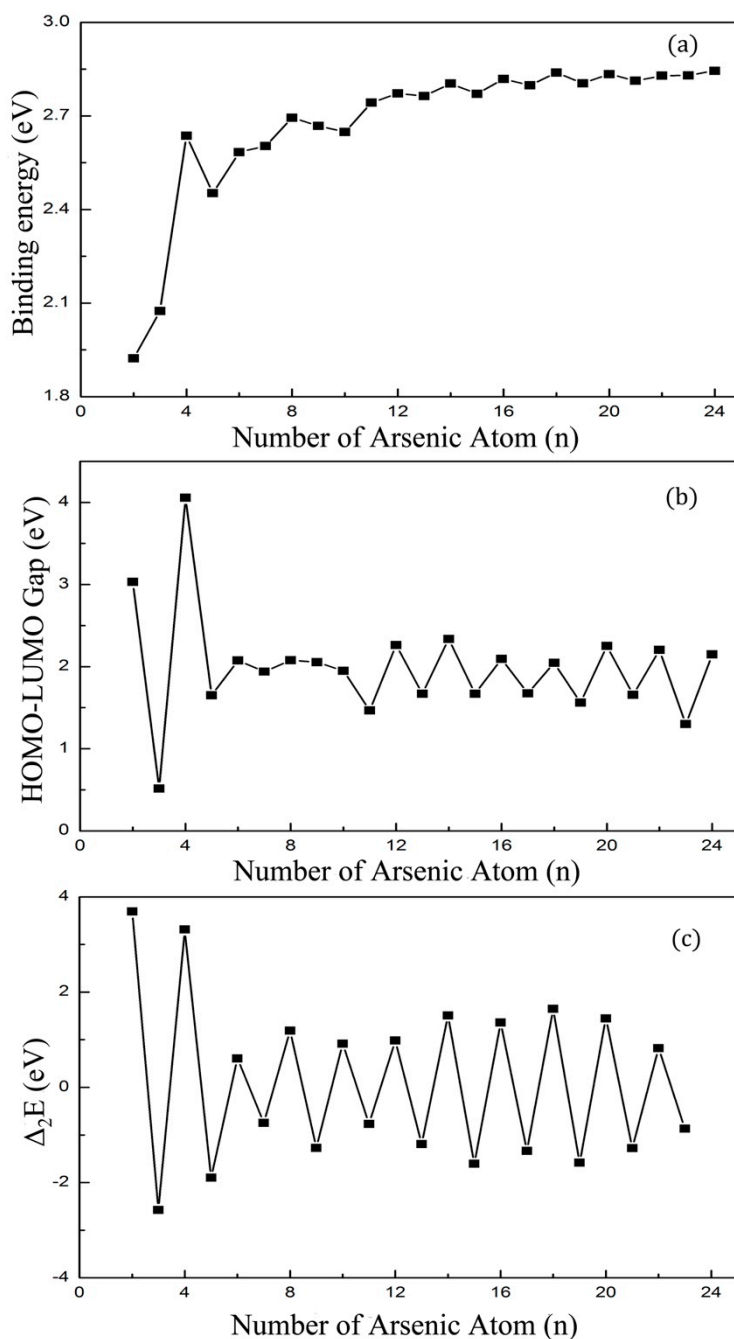 (a)
Binding energy (eV)
3.0
2.7
2.4
2.1
1.8
0 4 8 12 16 20 24
Number of Arsenic Atom (n)
(b)
HOMO-LUMO Gap (eV)
4
3
2
1
0
0 4 8 12 16 20 24
Number of Arsenic Atom (n)
(c)
Δ₂E (eV)
4
2
0
-2
-4
0 4 8 12 16 20 24
Number of Arsenic Atom (n)